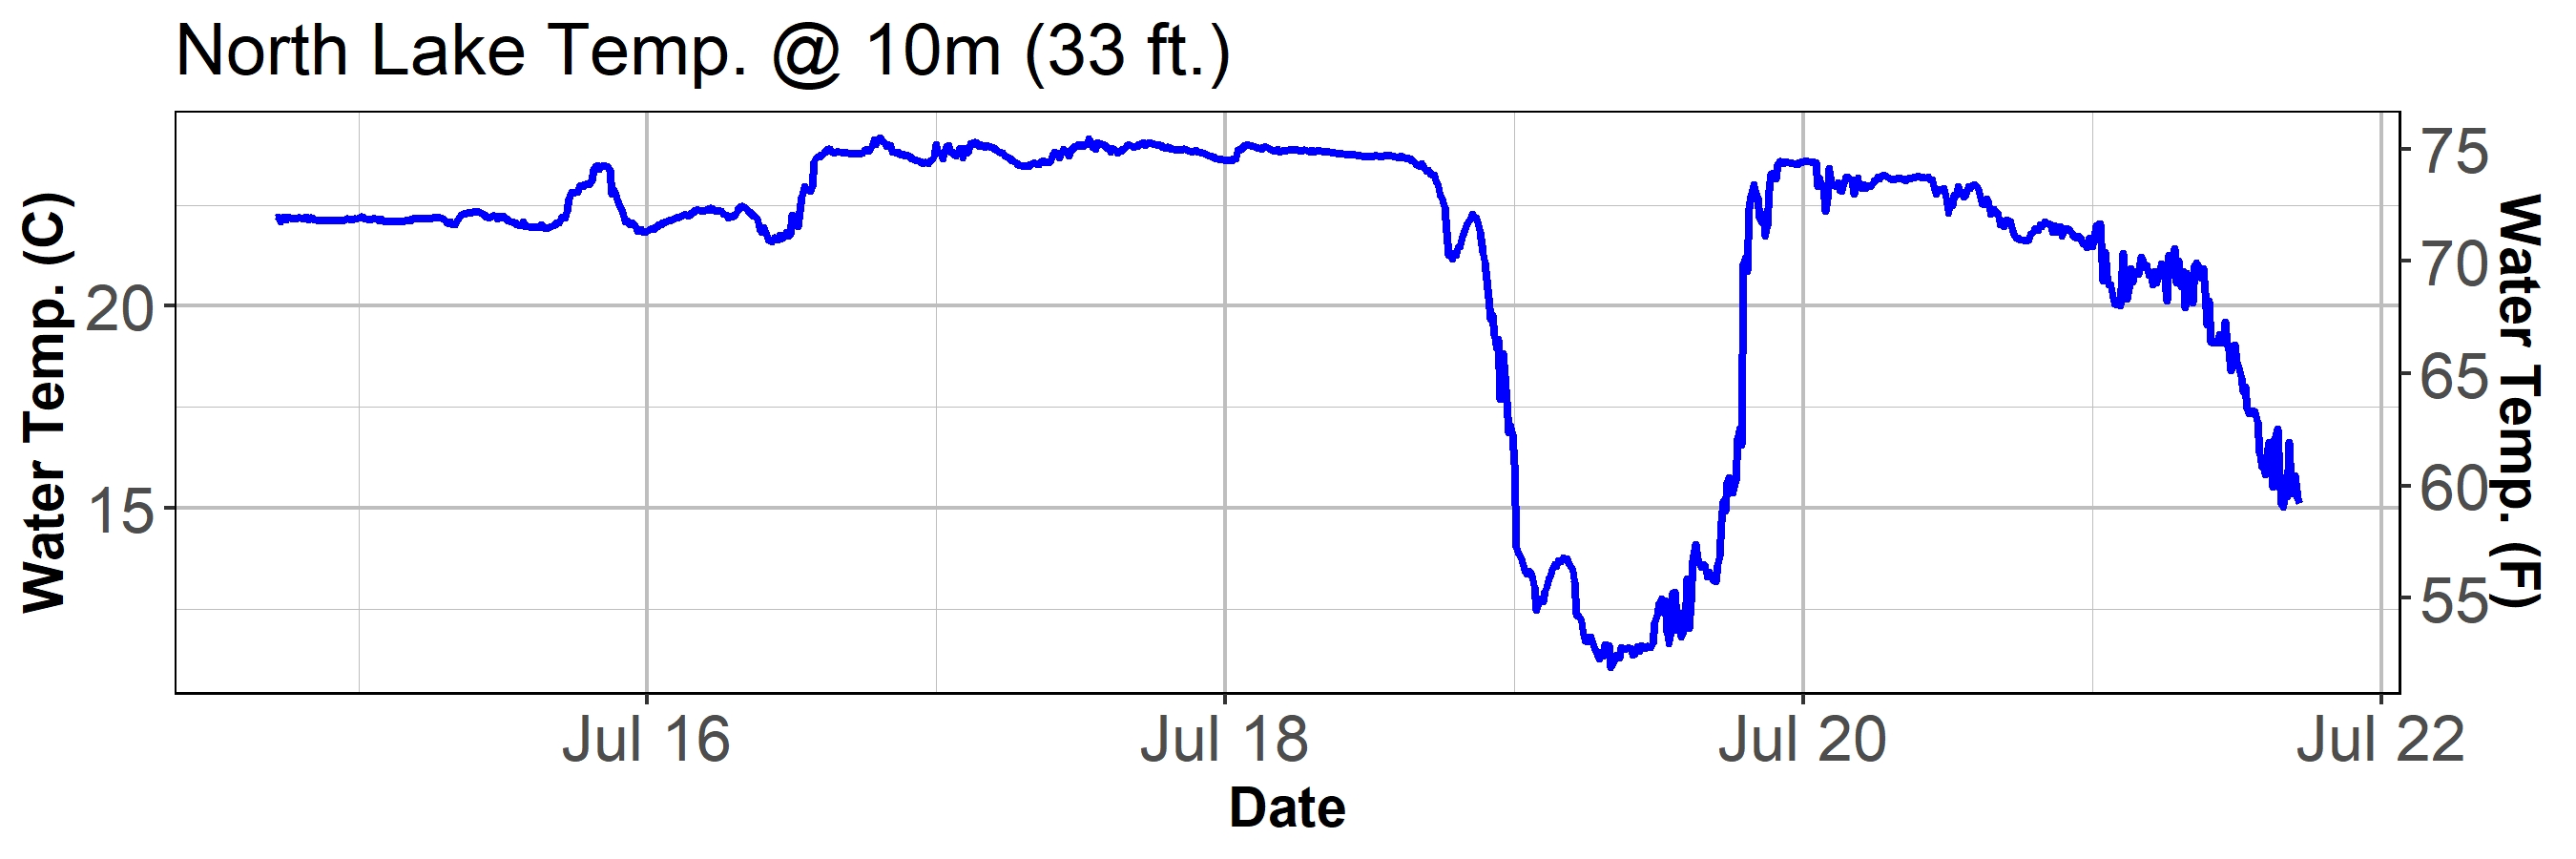 North Lake Temp. @ 10m (33 ft.)
Water Temp. (C)
20
15
75
70
65
60
55
Water Temp. (F)
Jul 16
Jul 18
Jul 20
Jul 22
Date